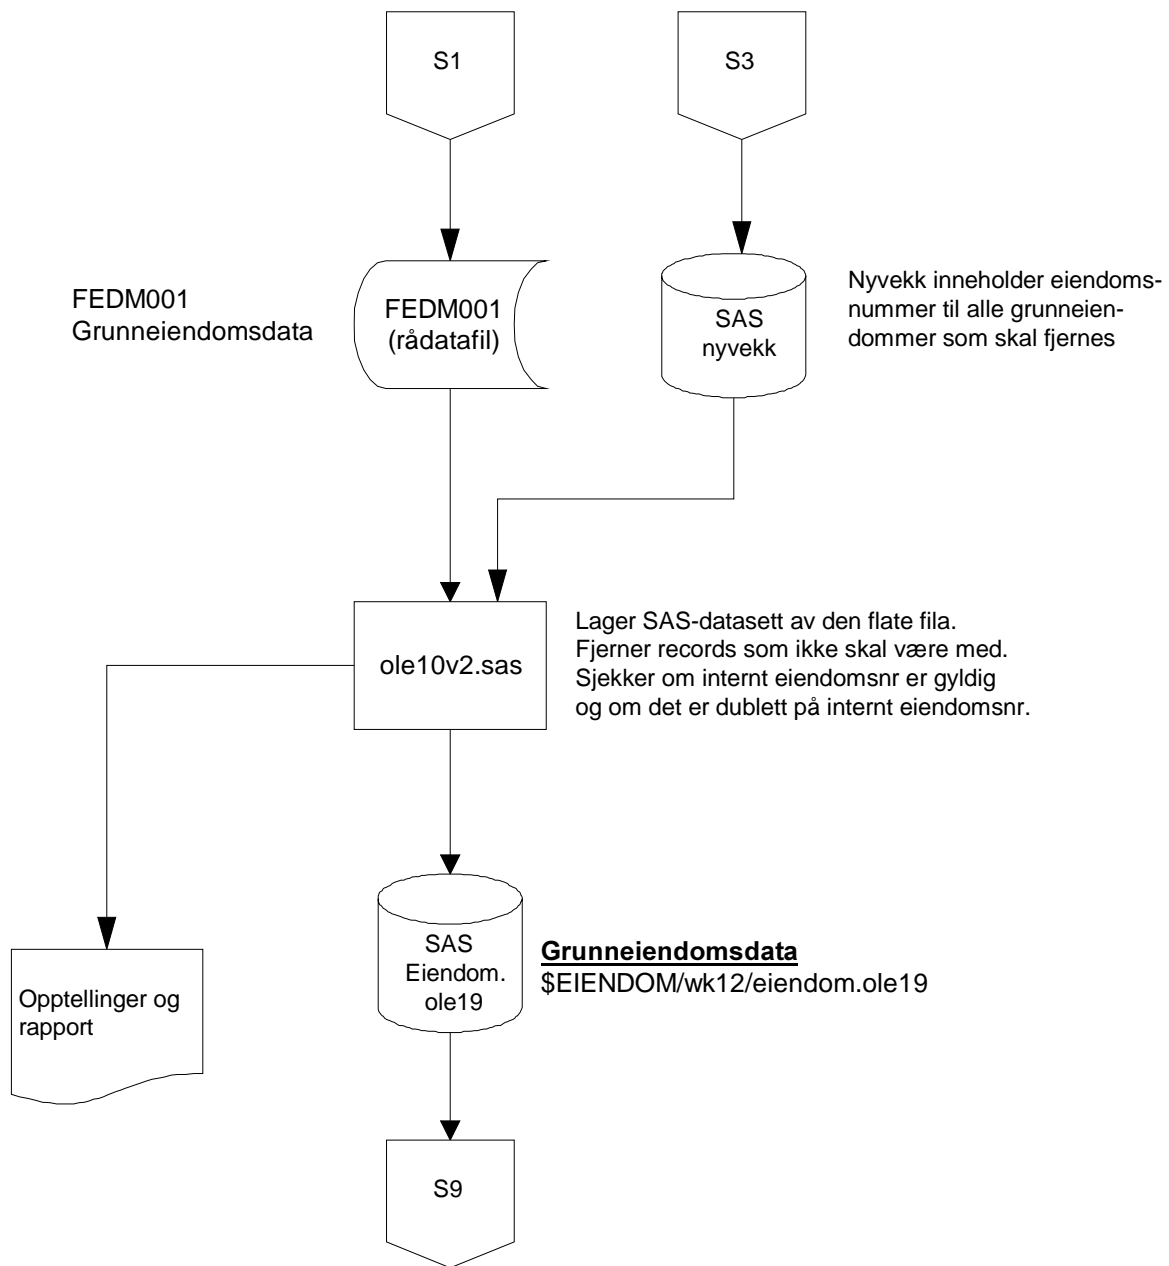 S1
S3
FEDM001
Grunneiendomsdata
FEDM001
(rådatafil)
SAS
nyvekk
Nyvekk inneholder eiendoms-
nummer til alle grunneien-
dommer som skal fjernes
ole10v2.sas
Lager SAS-datasett av den flate fila.
Fjerner records som ikke skal være med.
Sjekker om internt eiendomsnr er gyldig
og om det er dublett på internt eiendomsnr.
Opptellinger og
rapport
SAS
Eiendom.
ole19
Grunneiendomsdata
$EIENDOM/wk12/eiendom.ole19
S9